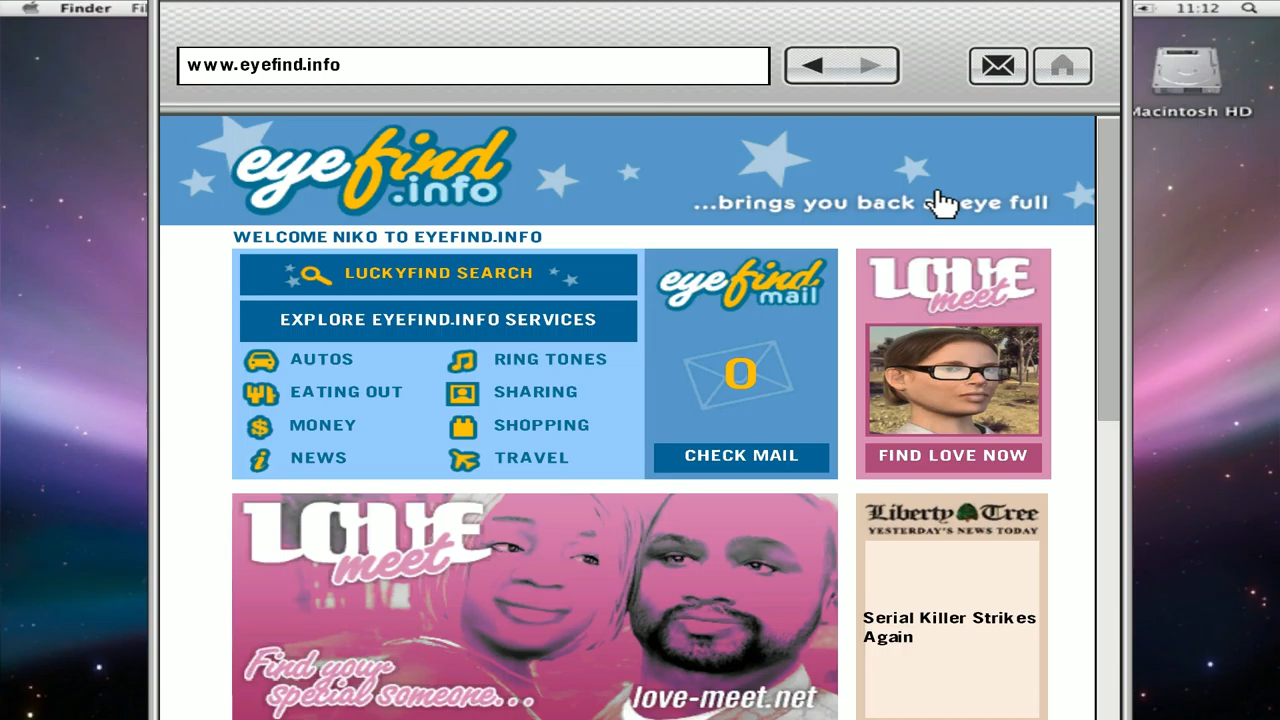 Finder
11:12
www.eyefind.info
Macintosh HD
eyefind
.info
...brings you back eye full
WELCOME NIKO TO EYEFIND.INFO
LUCKYFIND SEARCH
EXPLORE EYEFIND.INFO SERVICES
AUTOS
RING TONES
EATING OUT
SHARING
MONEY
SHOPPING
NEWS
TRAVEL
eyefind
mail
0
CHECK MAIL
LOVE
meet
FIND LOVE NOW
LOVE
meet
Find your
special someone...
love-meet.net
Liberty Tree
YESTERDAY'S NEWS TODAY
Serial Killer Strikes
Again